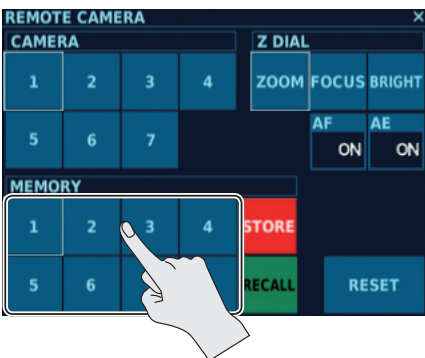 REMOTE CAMERA ×
CAMERA Z DIAL
1 2 3 4 ZOOM FOCUS BRIGHT
AF AE
5 6 7 ON ON
MEMORY
1 2 3 4 STORE
5 6 RECALL RESET